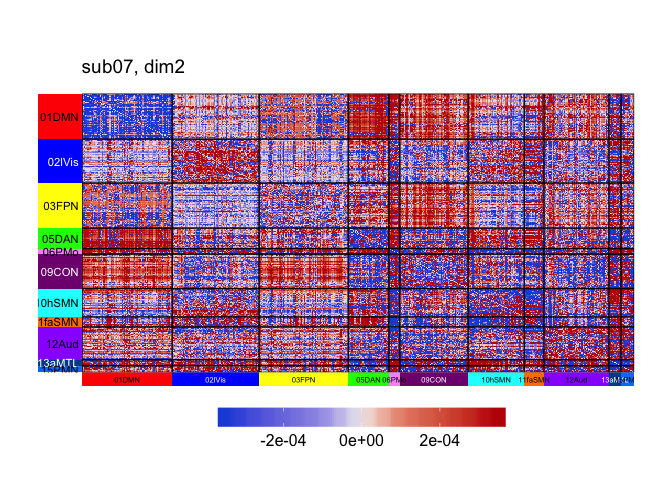 sub07, dim2
01DMN
02lVis
03FPN
05DAN
09CON
10hSMN
1faSMN
12Aud
13aMTL
01DMN 02lVis 03FPN 05DAN 09CON 10hSMN 11faSMN 12Aud
-2e-04 0e+00 2e-04